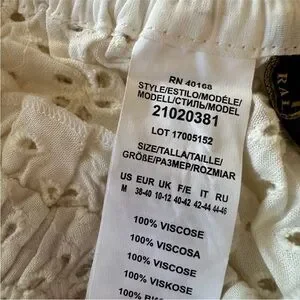 RN 40168
STYLE/ESTILO/MODÈLE/
MODELL/СТИЛЬ/MODEL
21020381
LOT 17005152
SIZE/TALLA/TAILLE/
GRÖßE/РАЗМЕР/ROZMIAR
US EUR UK F/E IT RU
M 38-40 10-12 40-42 42-44 44-46
100% VISCOSE
100% VISCOSA
100% VISCOSE
100% VISKOSE
RAL